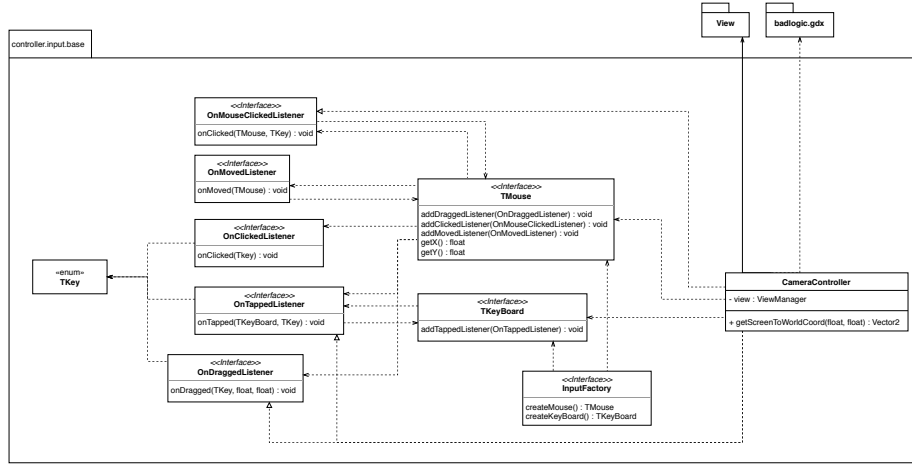 View
badlogic.gdx
controller.input.base
<<Interface>>
OnMouseClickedListener
onClicked(TMouse, TKey) : void
<<Interface>>
OnMovedListener
onMoved(TMouse) : void
<<Interface>>
TMouse
addDraggedListener(OnDraggedListener) : void
addClickedListener(OnMouseClickedListener) : void
addMovedListener(OnMovedListener) : void
getX() : float
getY() : float
<<Interface>>
OnClickedListener
onClicked(Tkey) : void
«enum»
TKey
CameraController
- view : ViewManager
+ getScreenToWorldCoord(float, float) : Vector2
<<Interface>>
OnTappedListener
onTapped(TKeyBoard, TKey) : void
<<Interface>>
TKeyBoard
addTappedListener(OnTappedListener) : void
<<Interface>>
OnDraggedListener
onDragged(TKey, float, float) : void
<<Interface>>
InputFactory
createMouse() : TMouse
createKeyBoard() : TKeyBoard